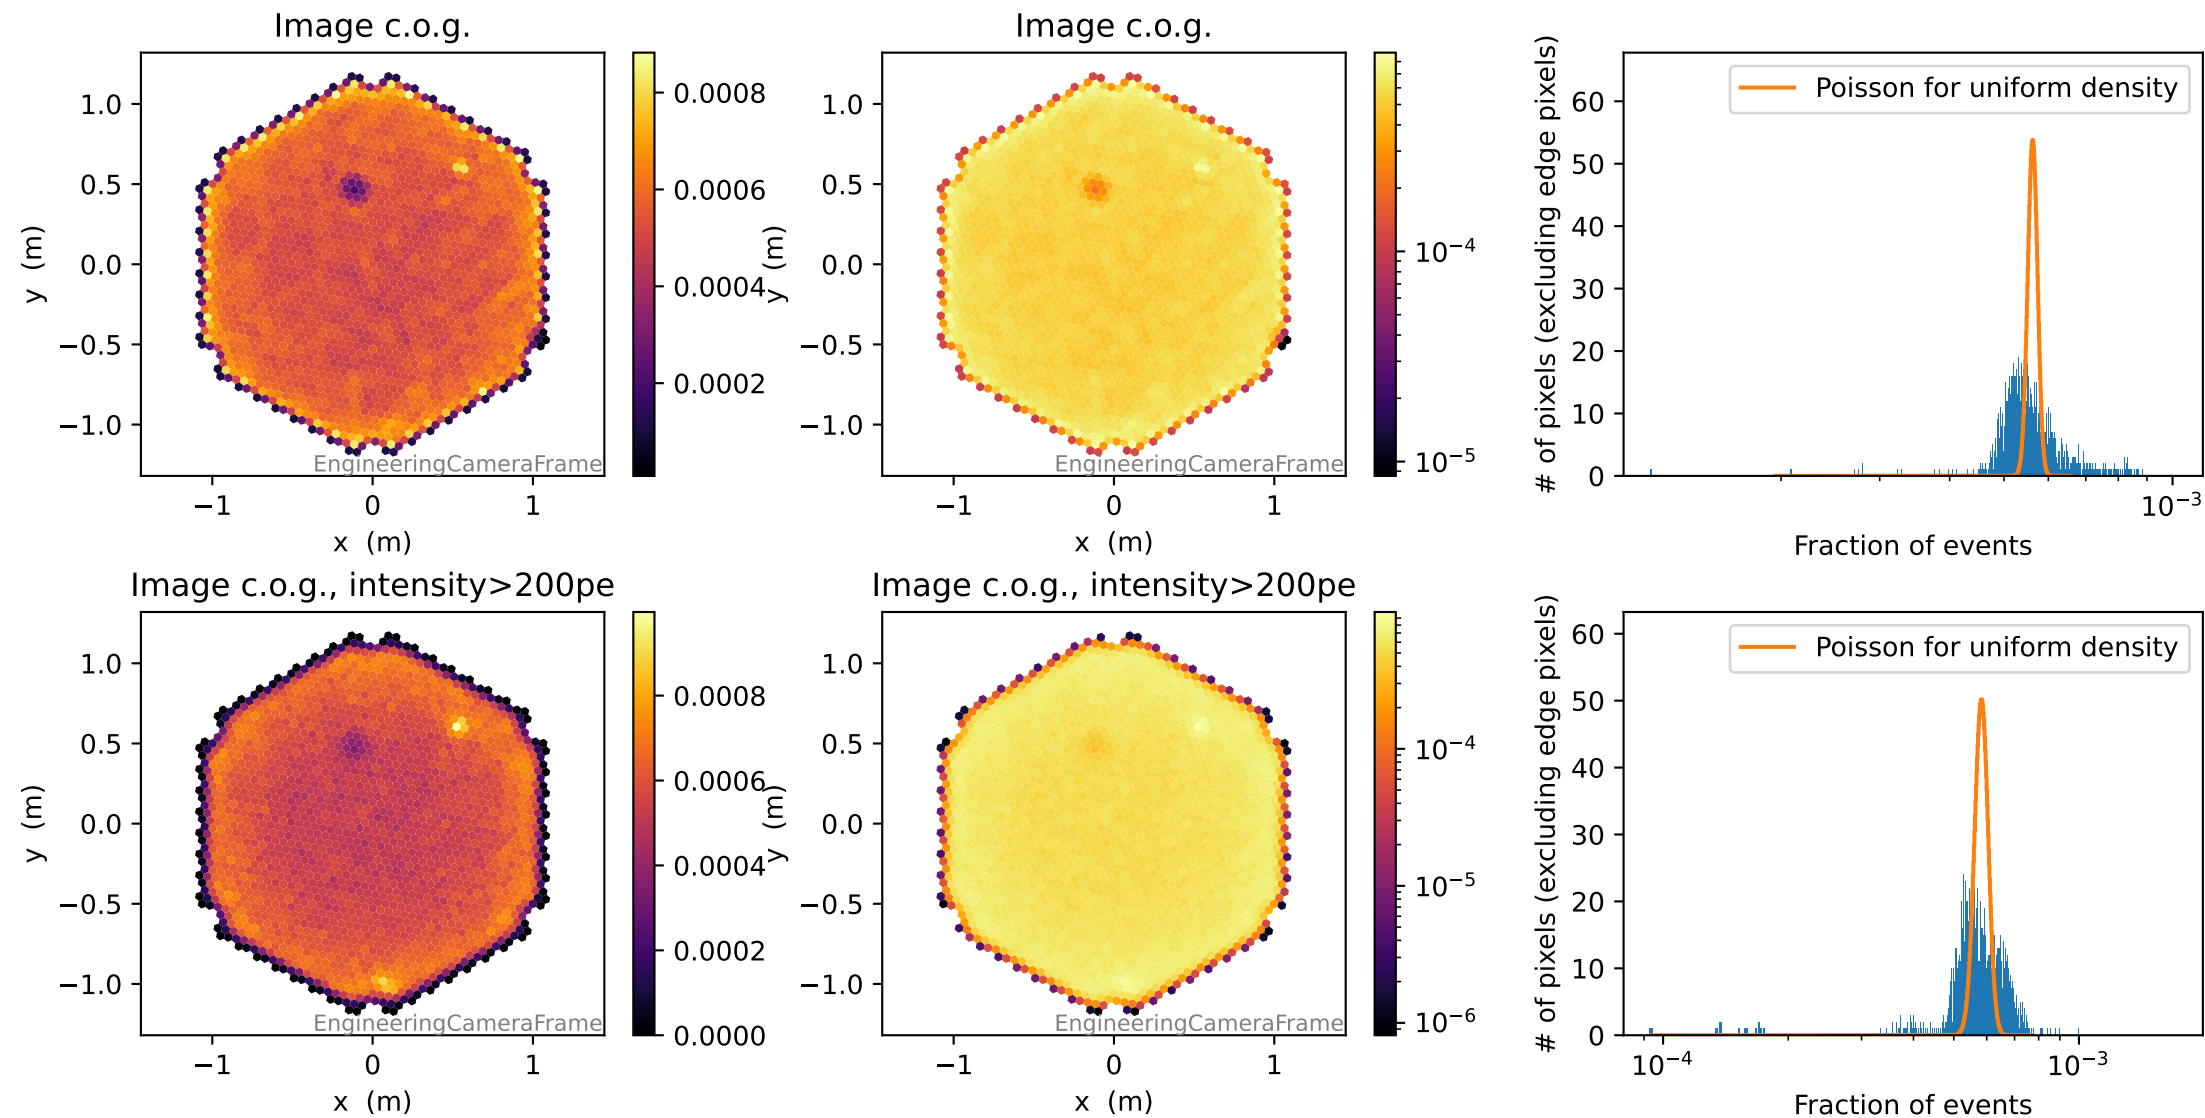 Image c.o.g.
1.0
0.5
0.0
−0.5
−1.0
y (m)
−1
0
1
x (m)
EngineeringCameraFrame
0.0008
0.0006
0.0004
0.0002
Image c.o.g.
1.0
0.5
0.0
−0.5
−1.0
y (m)
−1
0
1
x (m)
EngineeringCameraFrame
10⁻⁴
10⁻⁵
# of pixels (excluding edge pixels)
60
50
40
30
20
10
0
Poisson for uniform density
10⁻³
Fraction of events
Image c.o.g., intensity>200pe
1.0
0.5
0.0
−0.5
−1.0
y (m)
−1
0
1
x (m)
EngineeringCameraFrame
0.0008
0.0006
0.0004
0.0002
0.0000
Image c.o.g., intensity>200pe
1.0
0.5
0.0
−0.5
−1.0
y (m)
−1
0
1
x (m)
EngineeringCameraFrame
10⁻⁴
10⁻⁵
10⁻⁶
# of pixels (excluding edge pixels)
60
50
40
30
20
10
0
Poisson for uniform density
10⁻⁴
10⁻³
Fraction of events